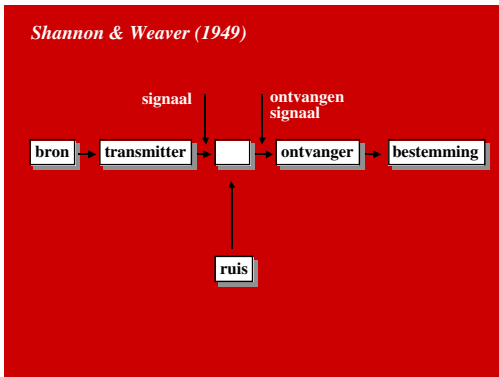 Shannon & Weaver (1949)
signaal
ontvangen
signaal
bron
transmitter
ontvanger
bestemming
ruis